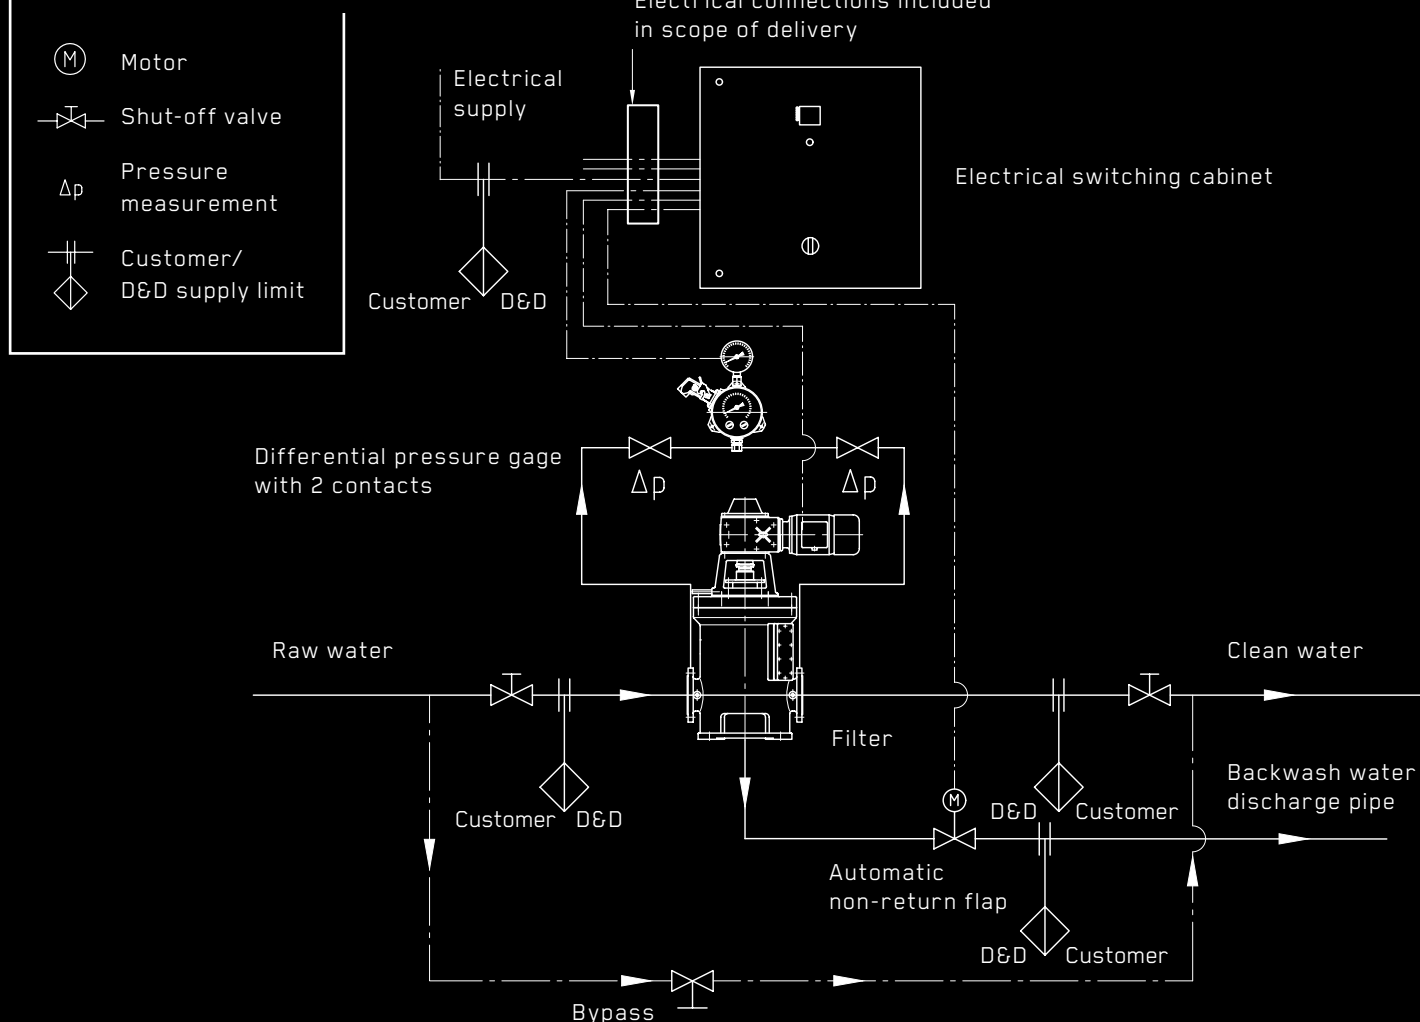 Electrical connections included
in scope of delivery
M
Motor
Shut-off valve
Δp
Pressure
measurement
Customer/
D&D supply limit
Electrical
supply
Electrical switching cabinet
Customer D&D
Differential pressure gage
with 2 contacts
Δp
Δp
Raw water
Clean water
Filter
Customer D&D
M
D&D Customer
Backwash water
discharge pipe
Automatic
non-return flap
D&D Customer
Bypass